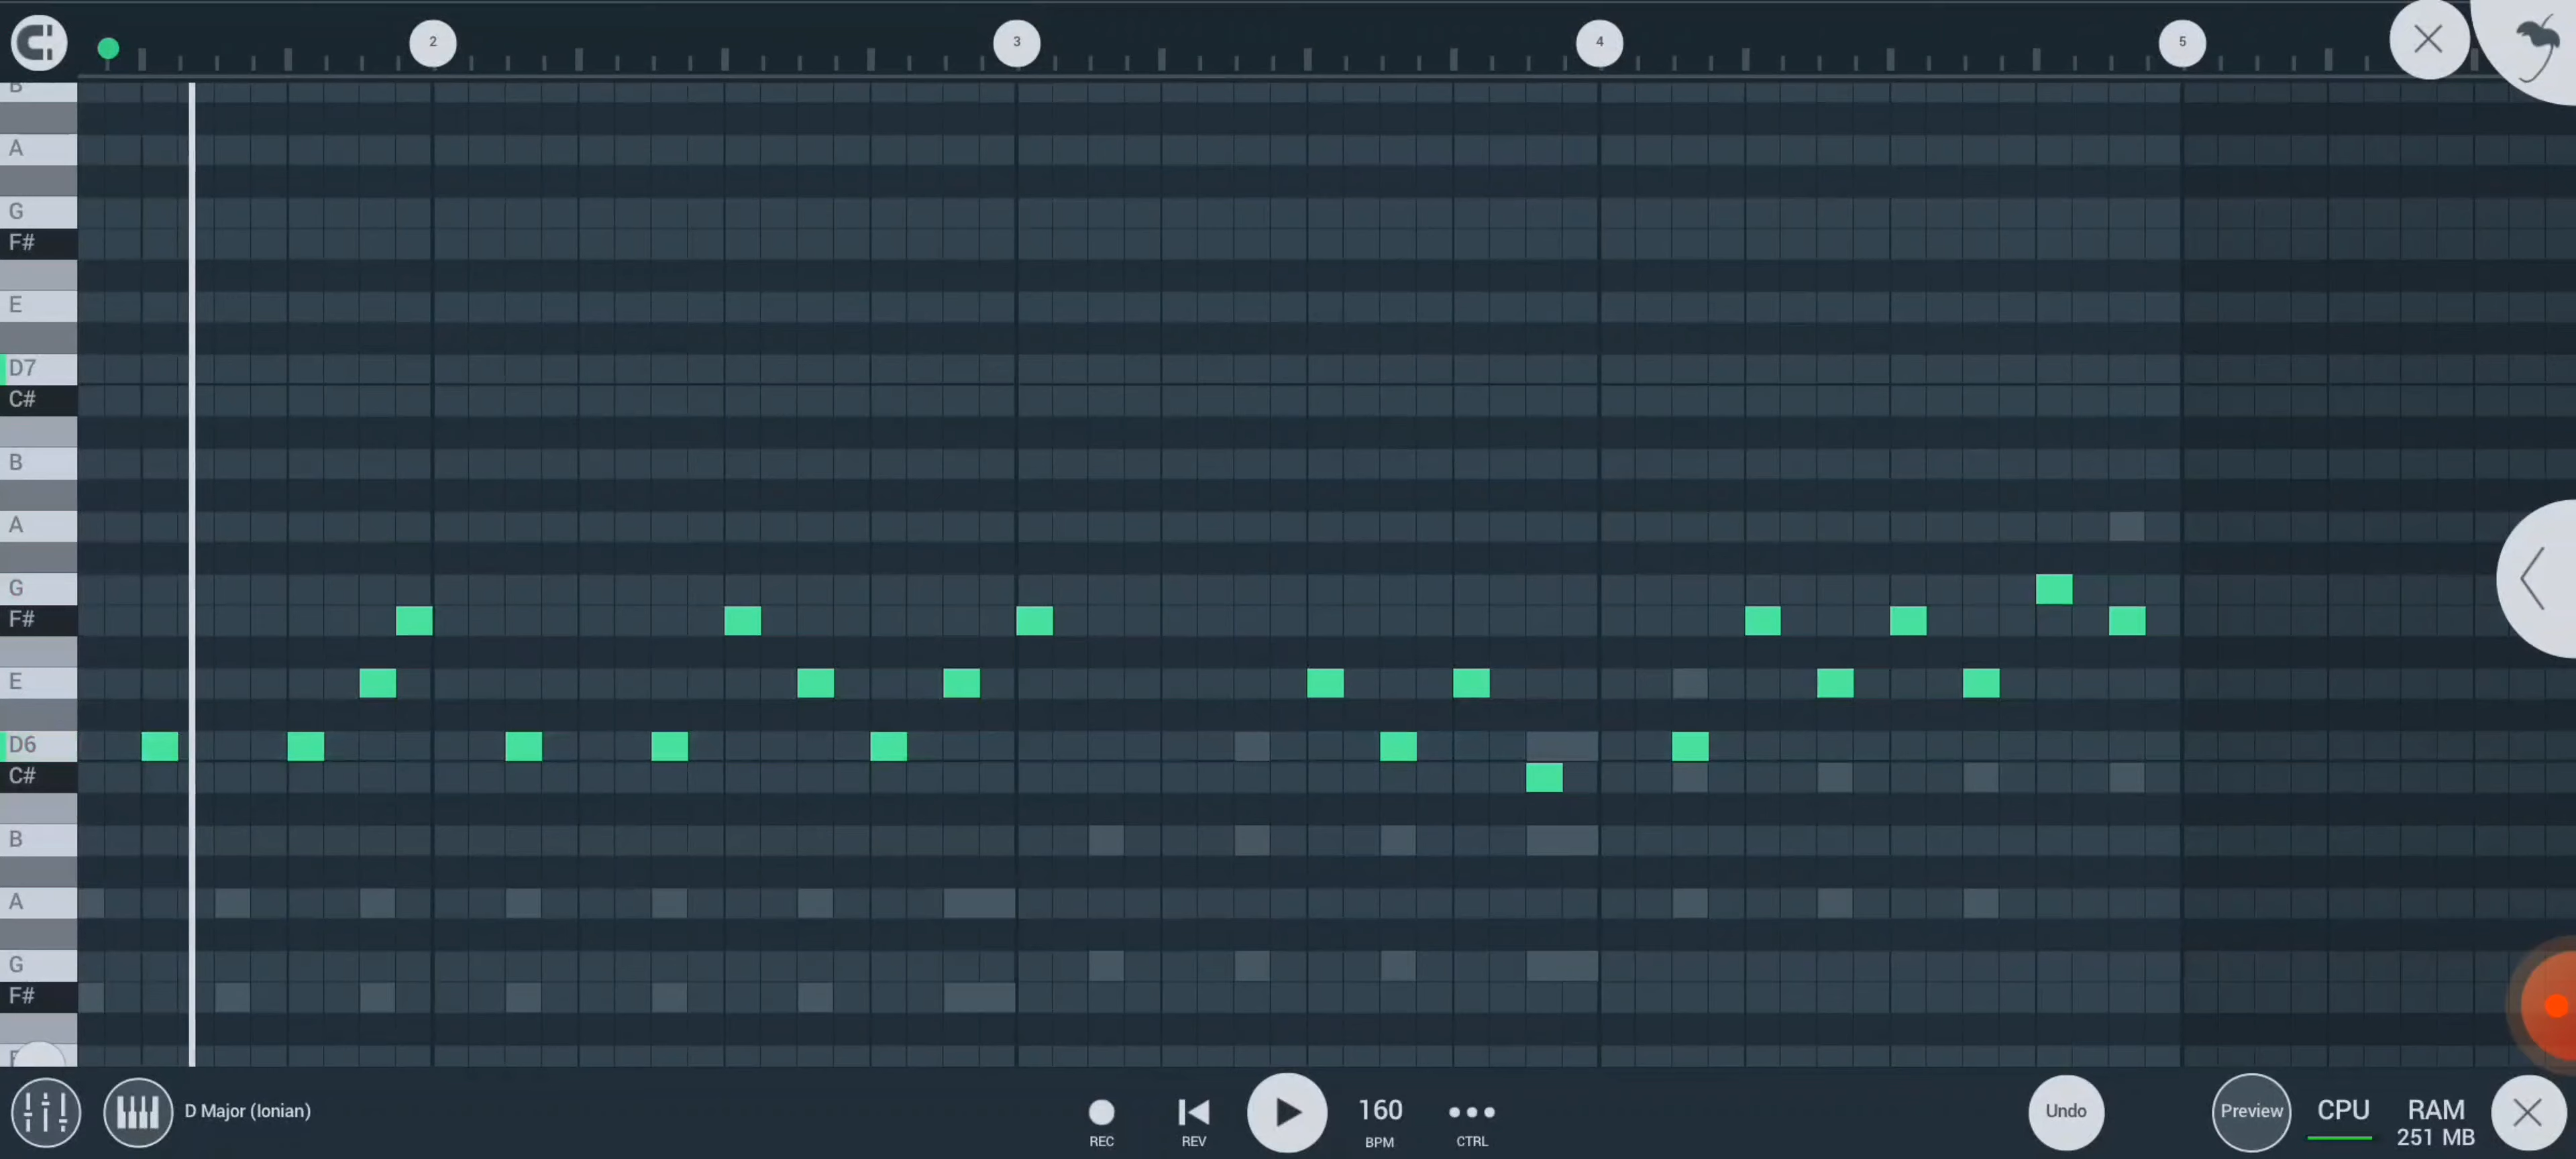 2
3
4
5
B
A
G
F#
E
D7
C#
B
A
G
F#
E
D6
C#
B
A
G
F#
D Major (Ionian)
REC
REV
160
BPM
CTRL
Undo
Preview
CPU
RAM
251 MB